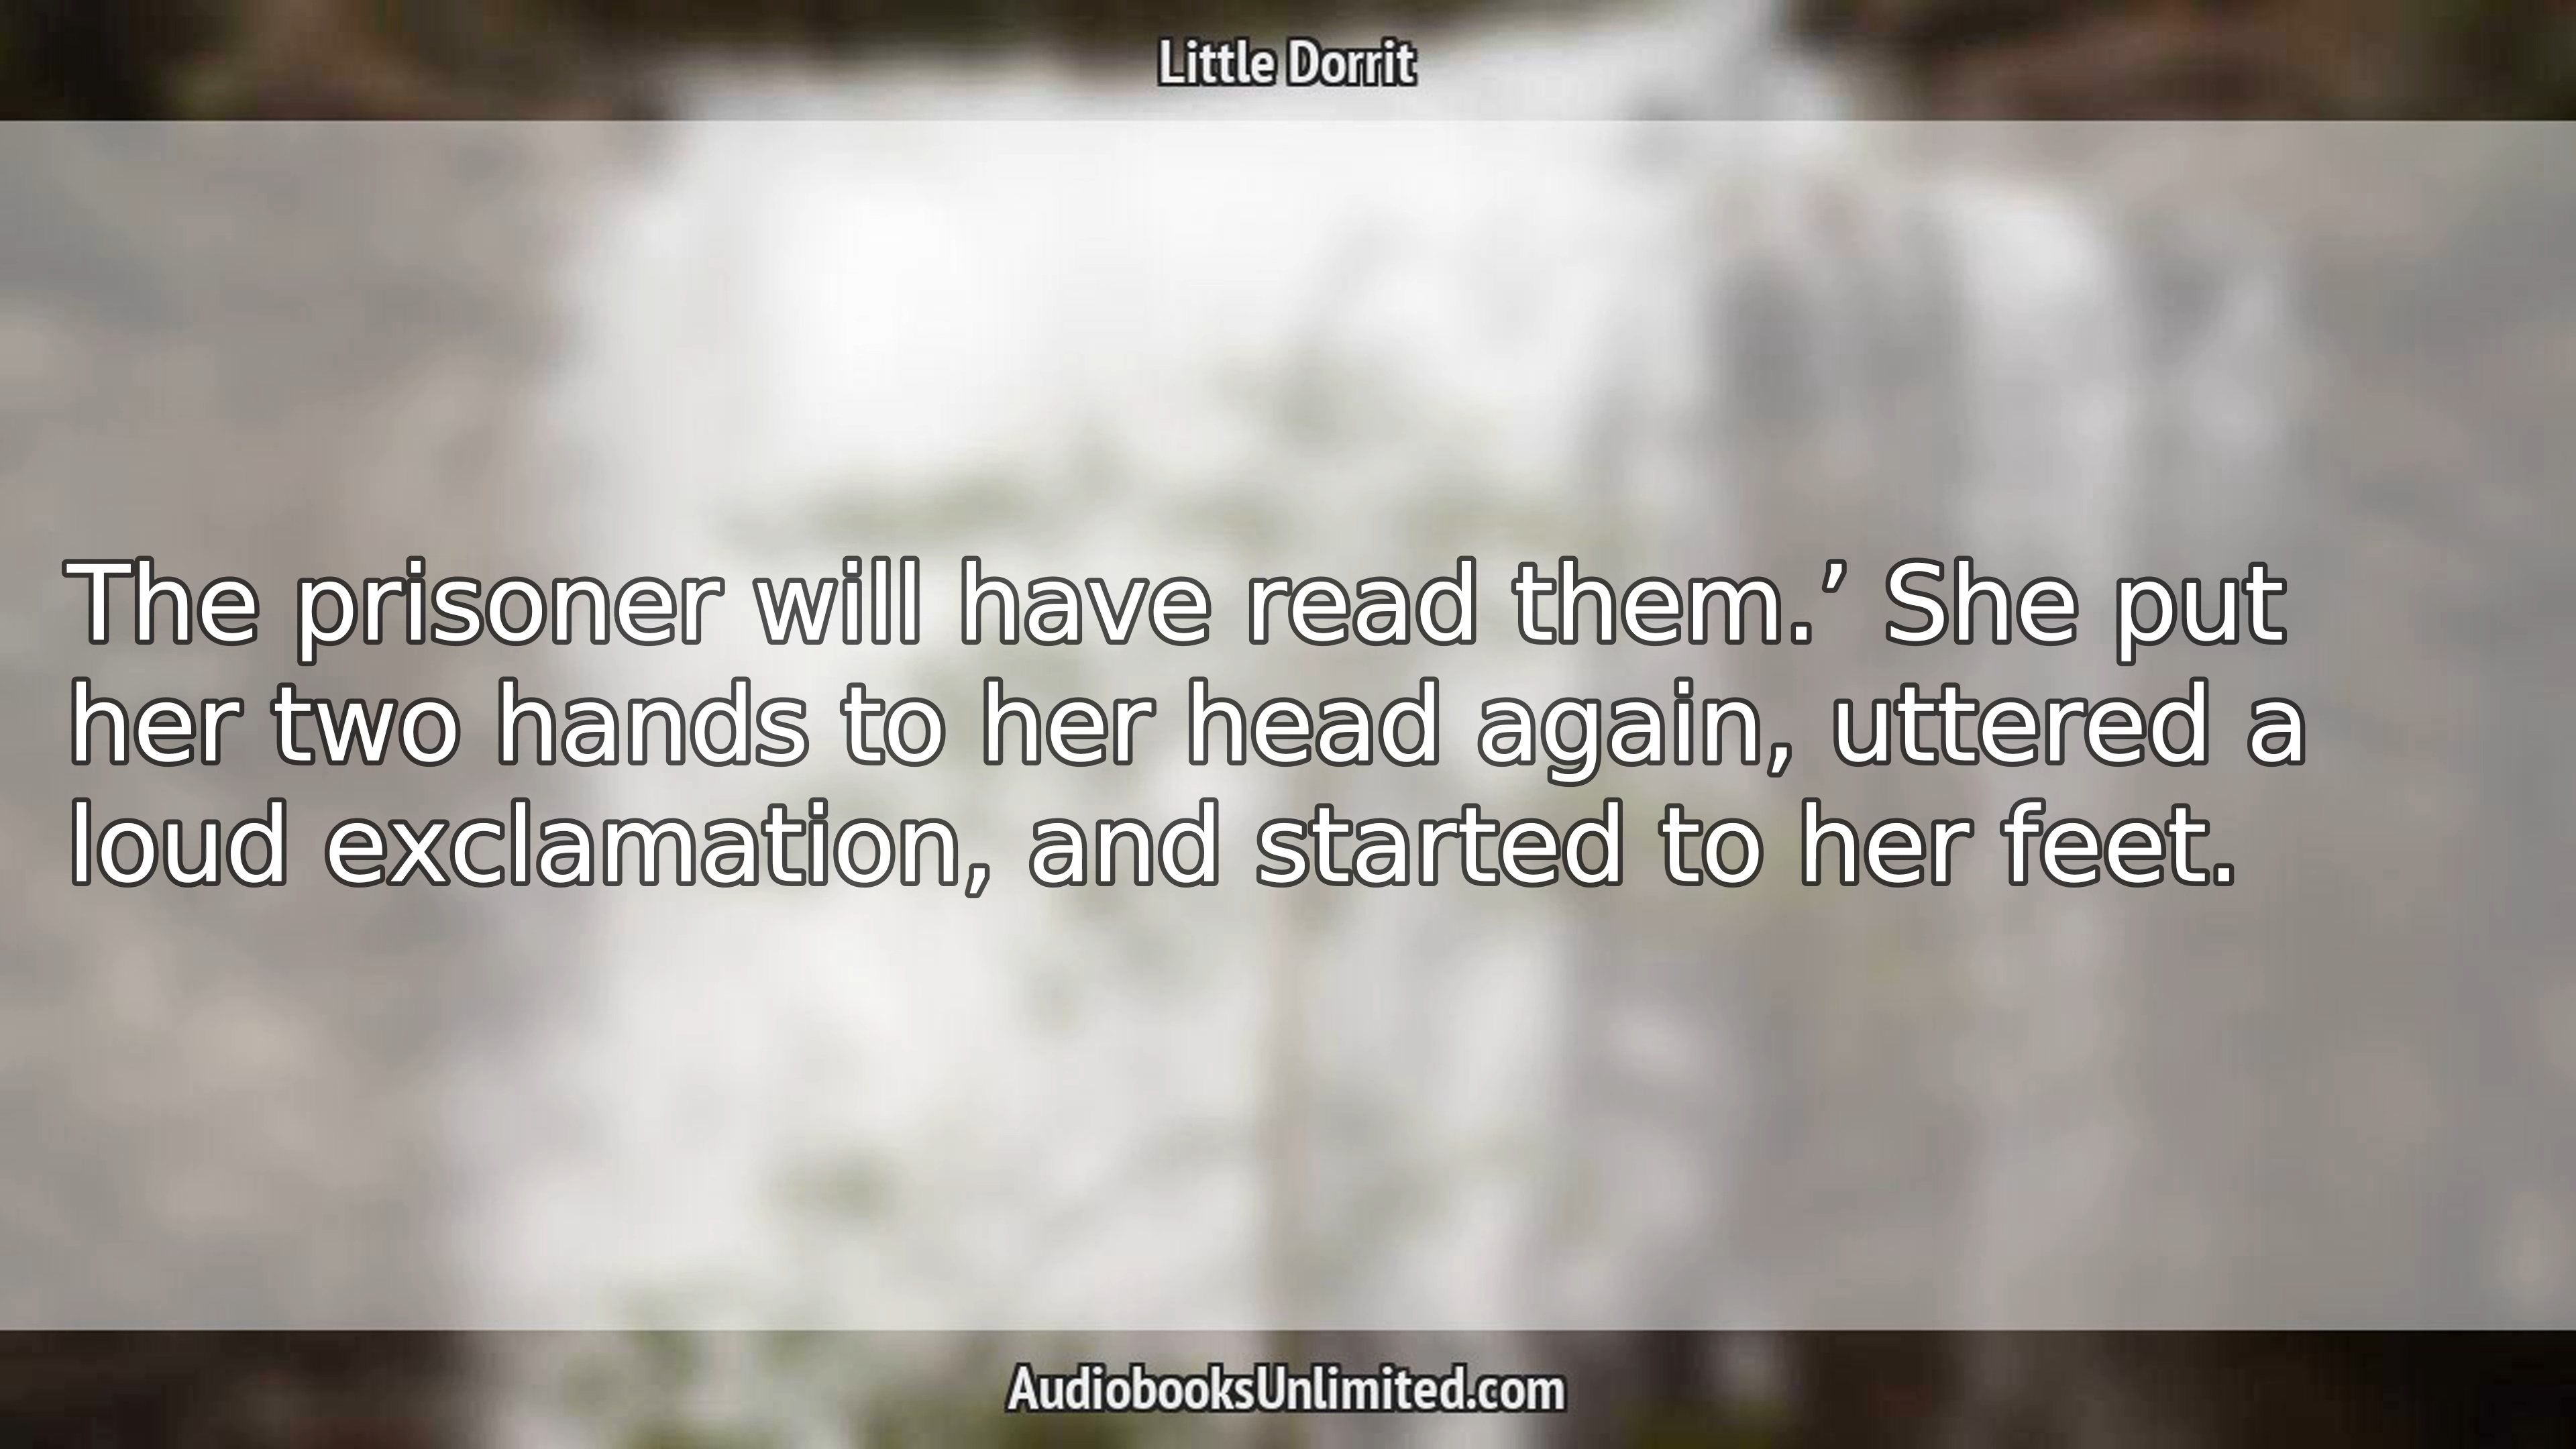 Little Dorrit
The prisoner will have read them.’ She put
her two hands to her head again, uttered a
loud exclamation, and started to her feet.
AudiobooksUnlimited.com